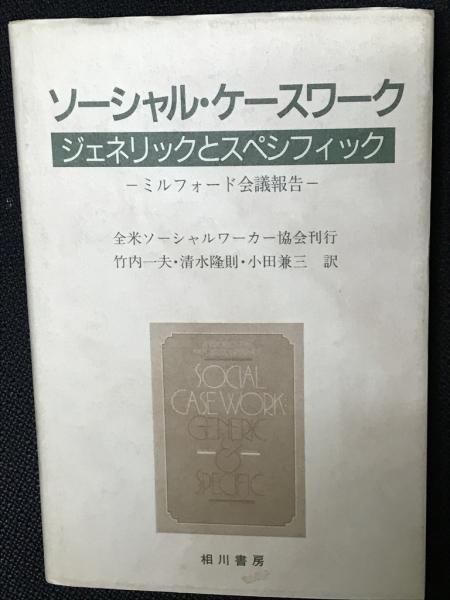 ソーシャル・ケースワーク
ジェネリックとスペシフィック
－ミルフォード会議報告－
全米ソーシャルワーカー協会刊行
竹内一夫・清水隆則・小田兼三 訳
SOCIAL
CASE WORK:
GENERIC
&
SPECIFIC
相川書房